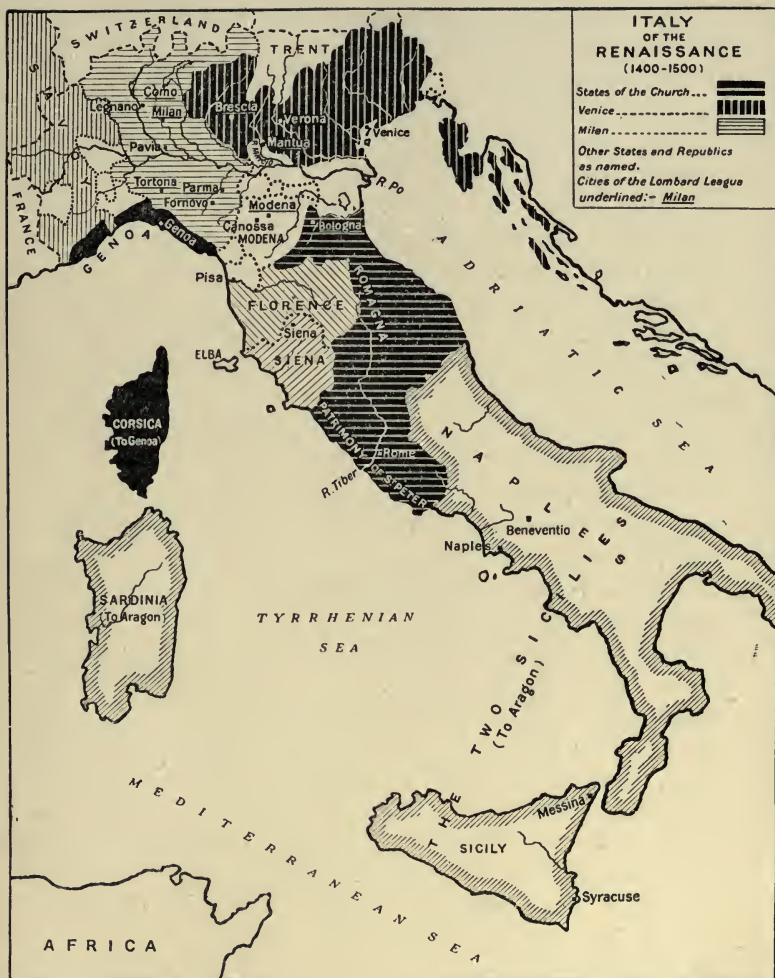 ITALY
OF THE
RENAISSANCE
(1400-1500)
States of the Church
Venice
Milan
Other States and Republics
as named.
Cities of the Lombard League
underlined:- Milan
SWITZERLAND
TRENT
SAV
FRANCE
Como
Legnano
Milan
Brescia
Verona
Venice
Pavia
Mantua
R. Po
Tortona
Parma
Fornovo
Modena
Canossa
MODENA
Bologna
GENOA
Genoa
Pisa
ROMAGNA
FLORENCE
Siena
SIENA
ELBA
ADRIATIC SEA
CORSICA
(To Genoa)
PATRIMONY OF ST PETER
Rome
R. Tiber
NAPLES
Beneventio
Naples
SARDINIA
(To Aragon)
TYRRHENIAN
SEA
THE TWO SICILIES
(To Aragon)
MEDITERRANEAN SEA
Messina
SICILY
Syracuse
AFRICA